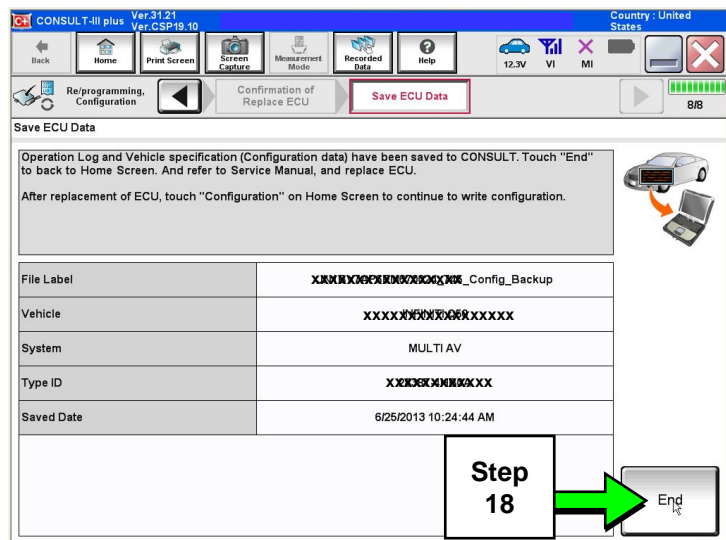 CONSULT-III plus Ver.31.21
Ver.CSP19.10
Country : United States
Back
Home
Print Screen
Screen Capture
Measurement Mode
Recorded Data
Help
12.3V
VI
MI
Re/programming, Configuration
Confirmation of Replace ECU
Save ECU Data
8/8
Save ECU Data
Operation Log and Vehicle specification (Configuration data) have been saved to CONSULT. Touch "End"
to back to Home Screen. And refer to Service Manual, and replace ECU.
After replacement of ECU, touch "Configuration" on Home Screen to continue to write configuration.
File Label
_Config_Backup
Vehicle
System
MULTI AV
Type ID
Saved Date
6/25/2013 10:24:44 AM
Step
18
End